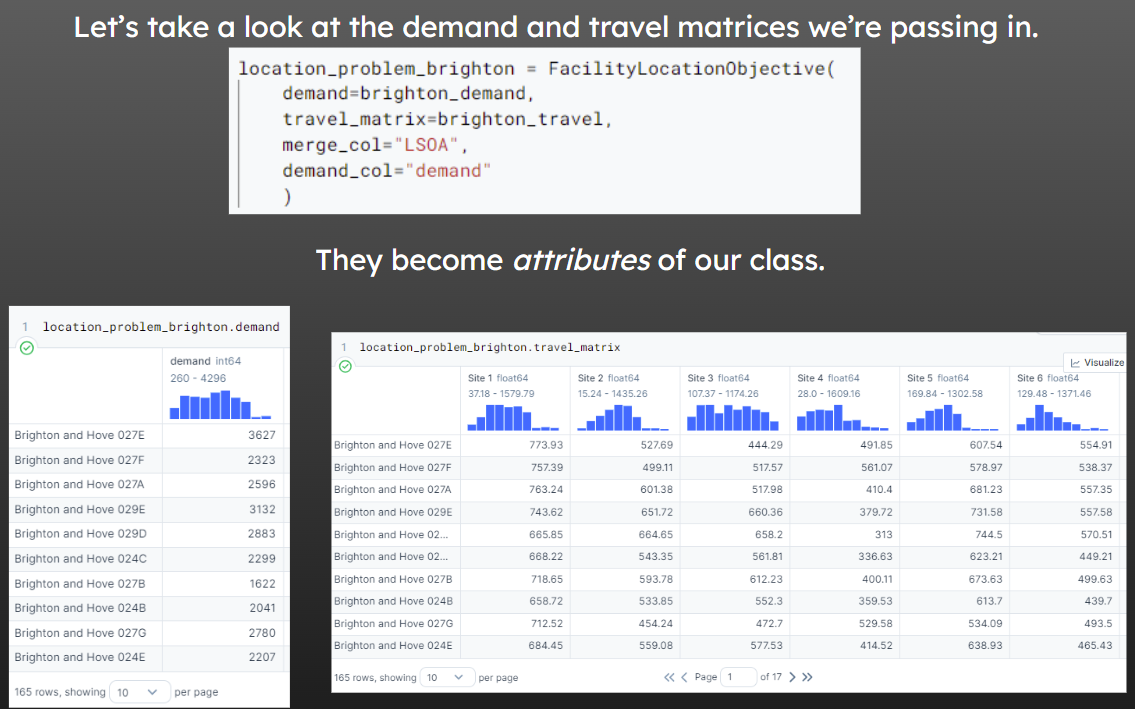 Let's take a look at the demand and travel matrices we're passing in.
location_problem_brighton = FacilityLocationObjective(
demand=brighton_demand,
travel_matrix=brighton_travel,
merge_col="LSOA",
demand_col="demand"
)
They become attributes of our class.
1 location_problem_brighton.demand
demand int64
260 - 4296
Brighton and Hove 027E 3627
Brighton and Hove 027F 2323
Brighton and Hove 027A 2596
Brighton and Hove 029E 3132
Brighton and Hove 029D 2883
Brighton and Hove 024C 2299
Brighton and Hove 027B 1622
Brighton and Hove 024B 2041
Brighton and Hove 027G 2780
Brighton and Hove 024E 2207
165 rows, showing 10 per page
1 location_problem_brighton.travel_matrix
Visualize
Site 1 float64 Site 2 float64 Site 3 float64 Site 4 float64 Site 5 float64 Site 6 float64
37.18 - 1579.79 15.24 - 1435.26 107.37 - 1174.26 28.0 - 1609.16 169.84 - 1302.58 129.48 - 1371.46
Brighton and Hove 027E 773.93 527.69 444.29 491.85 607.54 554.91
Brighton and Hove 027F 757.39 499.11 517.57 561.07 578.97 538.37
Brighton and Hove 027A 763.24 601.38 517.98 410.4 681.23 557.35
Brighton and Hove 029E 743.62 651.72 660.36 379.72 731.58 557.58
Brighton and Hove 02... 665.85 664.65 658.2 313 744.5 570.51
Brighton and Hove 02... 668.22 543.35 561.81 336.63 623.21 449.21
Brighton and Hove 027B 718.65 593.78 612.23 400.11 673.63 499.63
Brighton and Hove 024B 658.72 533.85 552.3 359.53 613.7 439.7
Brighton and Hove 027G 712.52 454.24 472.7 529.58 534.09 493.5
Brighton and Hove 024E 684.45 559.08 577.53 414.52 638.93 465.43
165 rows, showing 10 per page Page 1 of 17